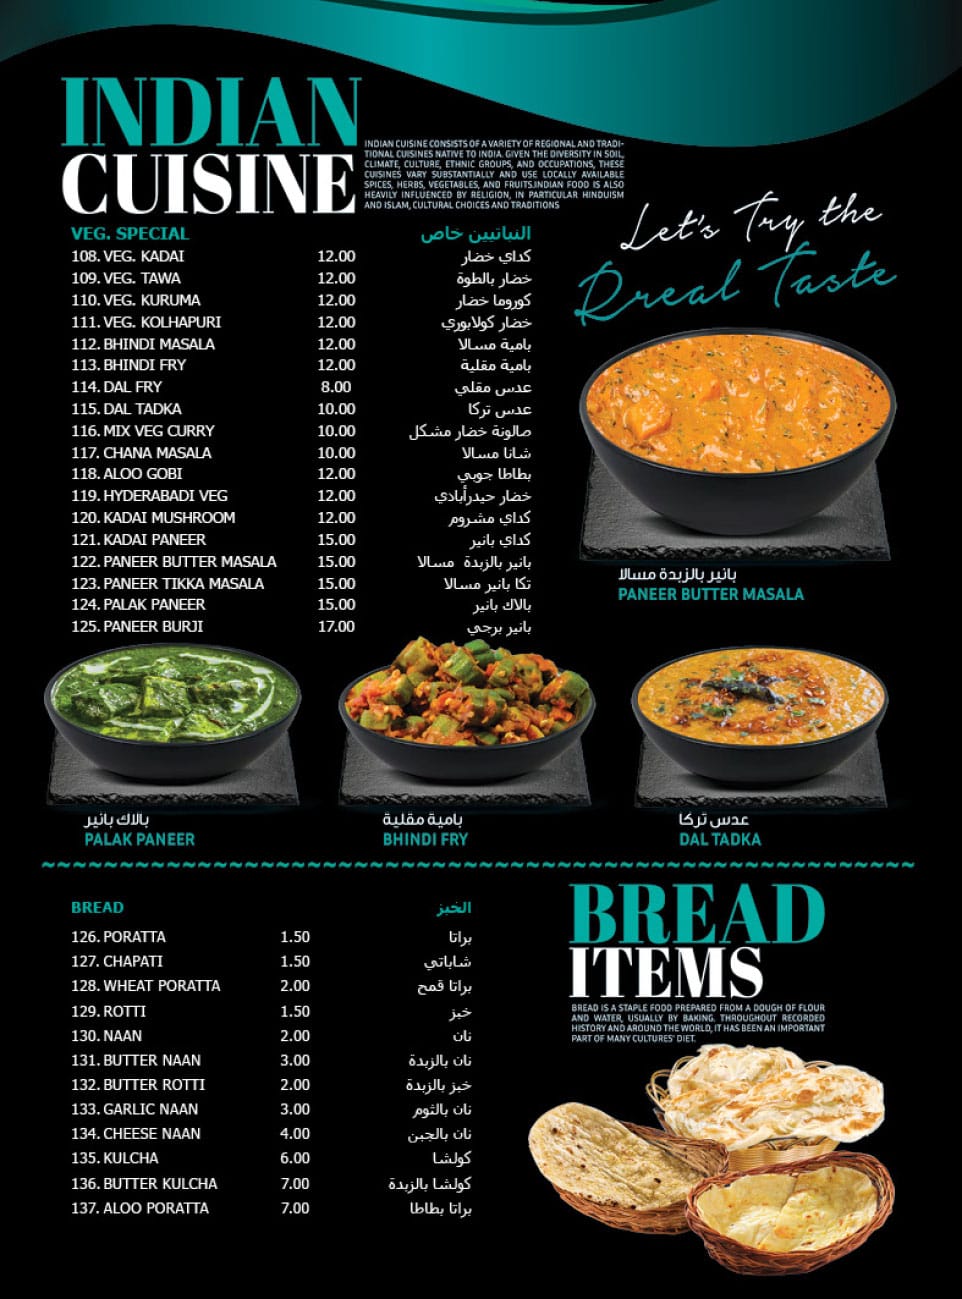 INDIAN
CUISINE
INDIAN CUISINE CONSISTS OF A VARIETY OF REGIONAL AND TRADI-
TIONAL CUISINES NATIVE TO INDIA. GIVEN THE DIVERSITY IN SOIL,
CLIMATE, CULTURE, ETHNIC GROUPS, AND OCCUPATIONS, THESE
CUISINES VARY SUBSTANTIALLY AND USE LOCALLY AVAILABLE
SPICES, HERBS, VEGETABLES, AND FRUITS.INDIAN FOOD IS ALSO
HEAVILY INFLUENCED BY RELIGION, IN PARTICULAR HINDUISM
AND ISLAM, CULTURAL CHOICES AND TRADITIONS
Let's Try the
Rreal Taste
VEG. SPECIAL النباتيين خاص
108. VEG. KADAI 12.00 كداي خضار
109. VEG. TAWA 12.00 خضار بالطوة
110. VEG. KURUMA 12.00 كوروما خضار
111. VEG. KOLHAPURI 12.00 خضار كولابوري
112. BHINDI MASALA 12.00 بامية مسالا
113. BHINDI FRY 12.00 بامية مقلية
114. DAL FRY 8.00 عدس مقلي
115. DAL TADKA 10.00 عدس تركا
116. MIX VEG CURRY 10.00 صالونة خضار مشكل
117. CHANA MASALA 10.00 شانا مسالا
118. ALOO GOBI 12.00 بطاطا جوبي
119. HYDERABADI VEG 12.00 خضار حيدرأبادي
120. KADAI MUSHROOM 12.00 كداي مشروم
121. KADAI PANEER 15.00 كداي بانير
122. PANEER BUTTER MASALA 15.00 بانير بالزبدة مسالا
123. PANEER TIKKA MASALA 15.00 تكا بانير مسالا
124. PALAK PANEER 15.00 بالاك بانير
125. PANEER BURJI 17.00 بانير برجي
بانير بالزبدة مسالا
PANEER BUTTER MASALA
بالاك بانير
PALAK PANEER
بامية مقلية
BHINDI FRY
عدس تركا
DAL TADKA
BREAD الخبز
126. PORATTA 1.50 براتا
127. CHAPATI 1.50 شاباتي
128. WHEAT PORATTA 2.00 براتا قمح
129. ROTTI 1.50 خبز
130. NAAN 2.00 نان
131. BUTTER NAAN 3.00 نان بالزبدة
132. BUTTER ROTTI 2.00 خبز بالزبدة
133. GARLIC NAAN 3.00 نان بالثوم
134. CHEESE NAAN 4.00 نان بالجبن
135. KULCHA 6.00 كولشا
136. BUTTER KULCHA 7.00 كولشا بالزبدة
137. ALOO PORATTA 7.00 براتا بطاطا
BREAD
ITEMS
BREAD IS A STAPLE FOOD PREPARED FROM A DOUGH OF FLOUR
AND WATER, USUALLY BY BAKING. THROUGHOUT RECORDED
HISTORY AND AROUND THE WORLD, IT HAS BEEN AN IMPORTANT
PART OF MANY CULTURES' DIET.